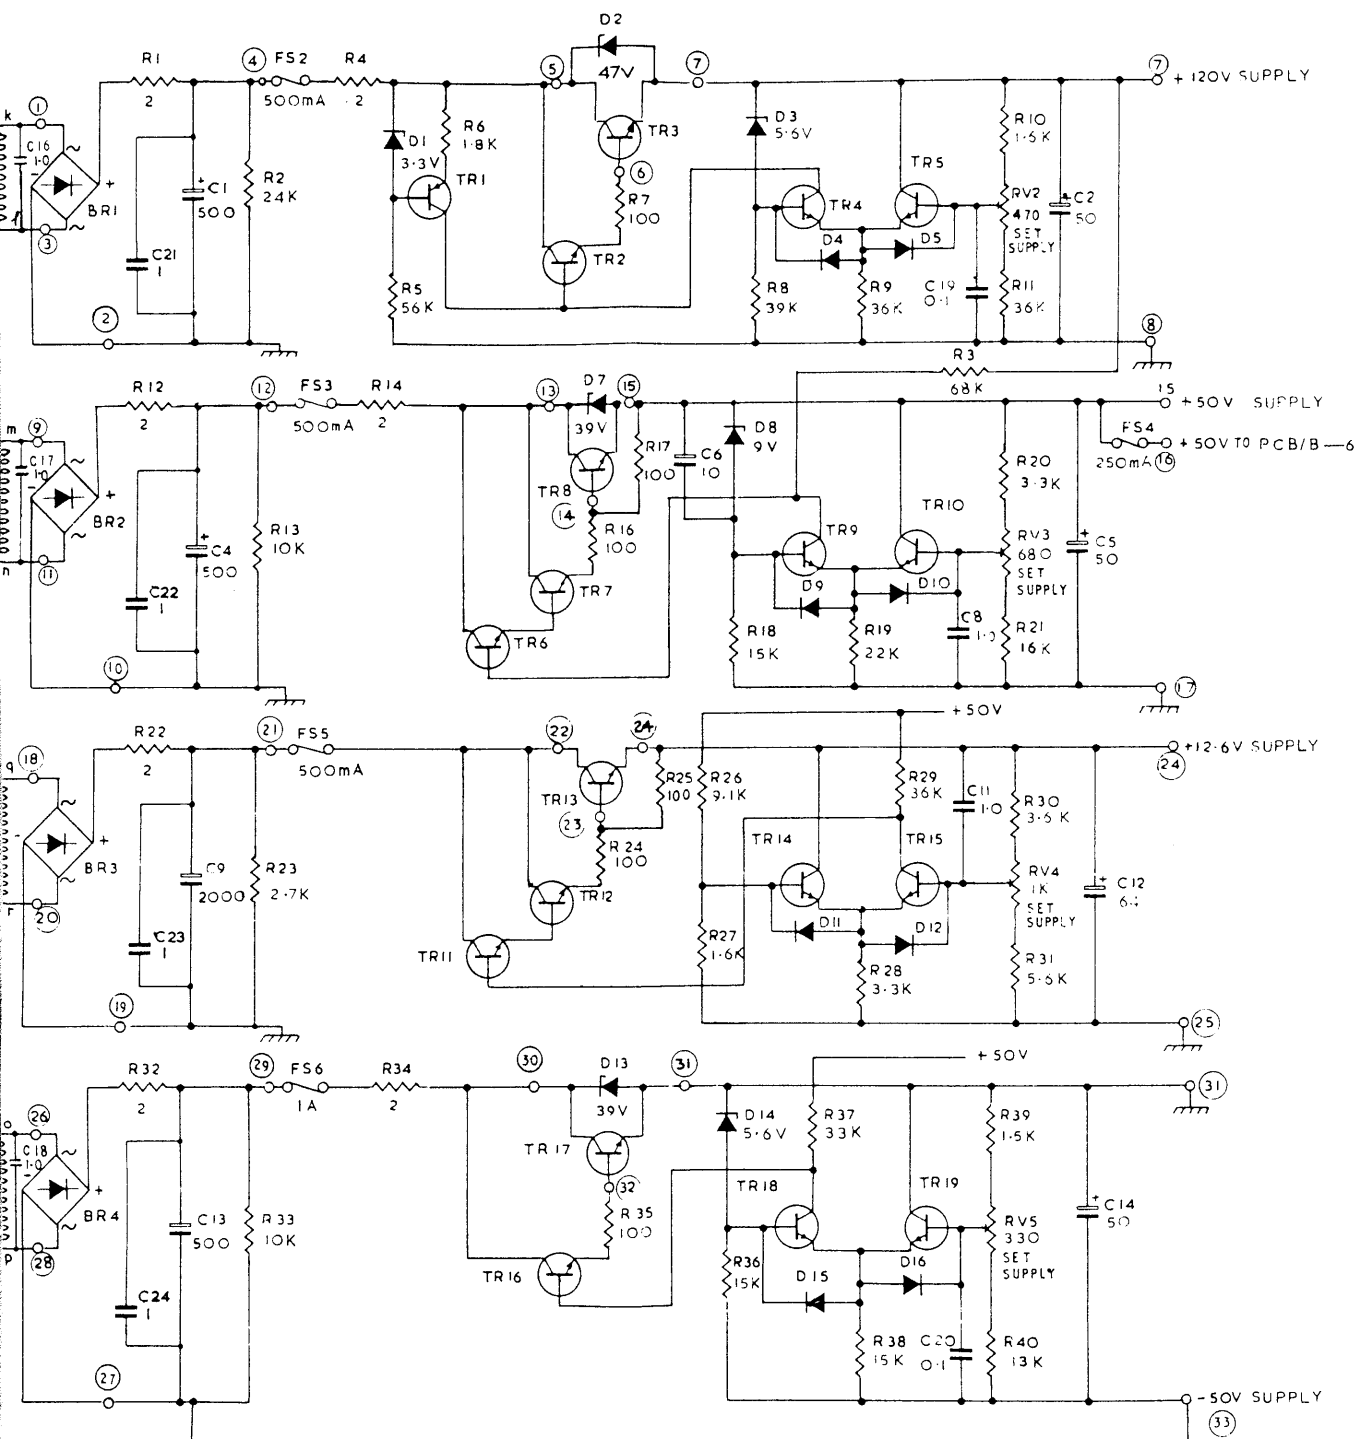 D2
47V
R1
2
4
FS2
500mA
R4
2
5
7
7
+ 120V SUPPLY
k
1
C16
1.0
BR1
3
2
C21
1
C1
500
R2
24K
D1
3.3V
R6
1.8K
TR1
R5
56K
TR2
R7
100
6
TR3
D3
5.6V
TR4
TR5
D4
D5
R8
39K
R9
36K
C19
0.1
R10
1.6K
RV2
470
SET
SUPPLY
R11
36K
C2
50
8
R3
68K
R12
2
12
FS3
500mA
R14
2
13
D7
39V
15
15
+50V SUPPLY
FS4
250mA
16
+50V TO PCB/B—6
m
9
C17
1.0
BR2
n
11
10
C22
1
C4
500
R13
10K
TR6
TR7
TR8
14
R16
100
R17
100
C6
10
D8
9V
TR9
TR10
D9
D10
R18
15K
R19
22K
C8
1.0
R20
3.3K
RV3
680
SET
SUPPLY
R21
16K
C5
50
17
R22
2
21
FS5
500mA
22
24
+50V
+12.6V SUPPLY
24
q
18
BR3
r
20
19
C23
1
C9
2000
R23
2.7K
TR11
TR12
TR13
23
R24
100
R25
100
R26
9.1K
R27
1.6K
TR14
TR15
D11
D12
R28
3.3K
R29
36K
C11
1.0
R30
3.6K
RV4
1K
SET
SUPPLY
R31
5.6K
C12
25
R32
2
29
FS6
1A
R34
2
30
D13
39V
31
+50V
31
o
26
C18
1.0
BR4
p
28
27
C24
1
C13
500
R33
10K
TR16
TR17
32
R35
100
D14
5.6V
R36
15K
R37
33K
TR18
TR19
D15
D16
R38
15K
C20
0.1
R39
1.5K
RV5
330
SET
SUPPLY
R40
13K
C14
50
-50V SUPPLY
33